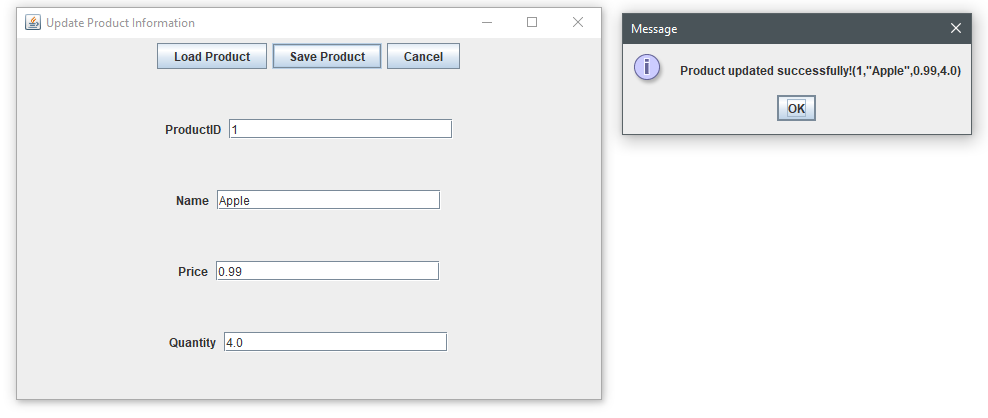 Update Product Information
Load Product Save Product Cancel
ProductID 1
Name Apple
Price 0.99
Quantity 4.0
Message
i
Product updated successfully!(1,"Apple",0.99,4.0)
OK